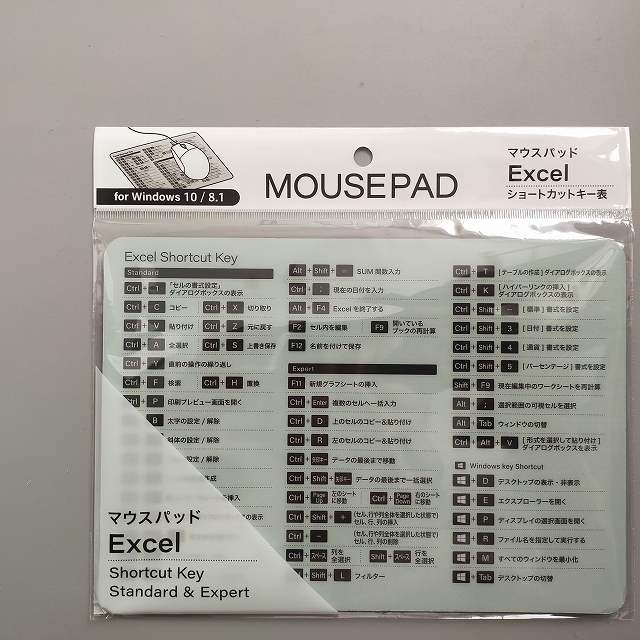 for Windows 10 / 8.1
MOUSEPAD
マウスパッド
Excel
ショートカットキー表
Excel Shortcut Key
Standard
Ctrl + 1 「セルの書式設定」
ダイアログボックスの表示
Ctrl + C コピー Ctrl + X 切り取り
Ctrl + V 貼り付け Ctrl + Z 元に戻す
Ctrl + A 全選択 Ctrl + S 上書き保存
Ctrl + Y 直前の操作の繰り返し
Ctrl + F 検索 Ctrl + H 置換
Ctrl + P 印刷プレビュー画面を開く
B 太字の設定 / 解除
斜体の設定 / 解除
設定 / 解除
作成
の挿入
の表示
Alt + Shift + − SUM 関数入力
Ctrl + ; 現在の日付を入力
Alt + F4 Excel を終了する
F2 セル内を編集 F9 開いている
ブックの再計算
F12 名前を付けて保存
Expert
F11 新規グラフシートの挿入
Ctrl + Enter 複数のセルへ一括入力
Ctrl + D 上のセルのコピー&貼り付け
Ctrl + R 左のセルのコピー&貼り付け
Ctrl + 矢印キー データの最後まで移動
Ctrl + Shift + 矢印キー データの最後まで一括選択
Ctrl + Page Up 左のシート
に移動 Ctrl + Page Down 右のシート
に移動
Ctrl + Shift + + (セル、行や列全体を選択した状態で)
セル、行、列の挿入
Ctrl + − (セル、行や列全体を選択した状態で)
セル、行、列の削除
Ctrl + スペース 列を
全選択 Shift + スペース 行を
全選択
+ Shift + L フィルター
Ctrl + T [テーブルの作成] ダイアログボックスの表示
Ctrl + K [ハイパーリンクの挿入]
ダイアログボックスを表示
Ctrl + Shift + − [標準] 書式を設定
Ctrl + Shift + 3 [日付] 書式を設定
Ctrl + Shift + 4 [通貨] 書式を設定
Ctrl + Shift + 5 [パーセンテージ] 書式を設定
Shift + F9 現在編集中のワークシートを再計算
Alt + ; 選択範囲の可視セルを選択
Alt + Tab ウィンドウの切替
Ctrl + Alt + V [形式を選択して貼り付け]
ダイアログを表示
Windows key Shortcut
+ D デスクトップの表示・非表示
+ E エクスプローラーを開く
+ P ディスプレイの選択画面を開く
+ R ファイル名を指定して実行する
+ M すべてのウィンドウを最小化
+ Tab デスクトップの切替
マウスパッド
Excel
Shortcut Key
Standard & Expert